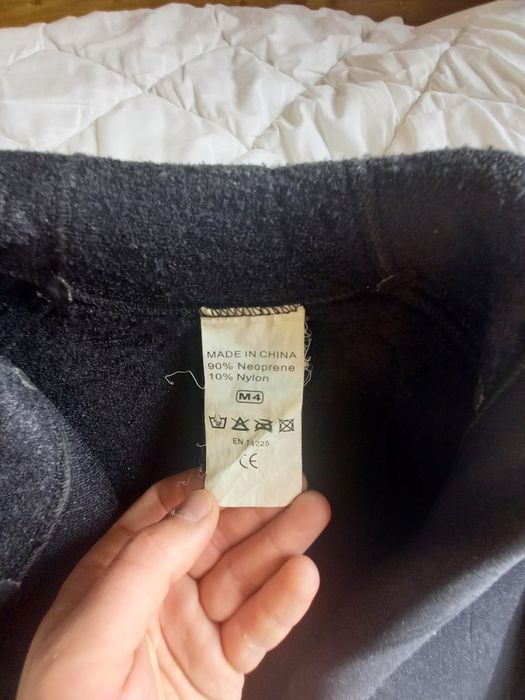 MADE IN CHINA
90% Neoprene
10% Nylon
M4
EN 14225
CE